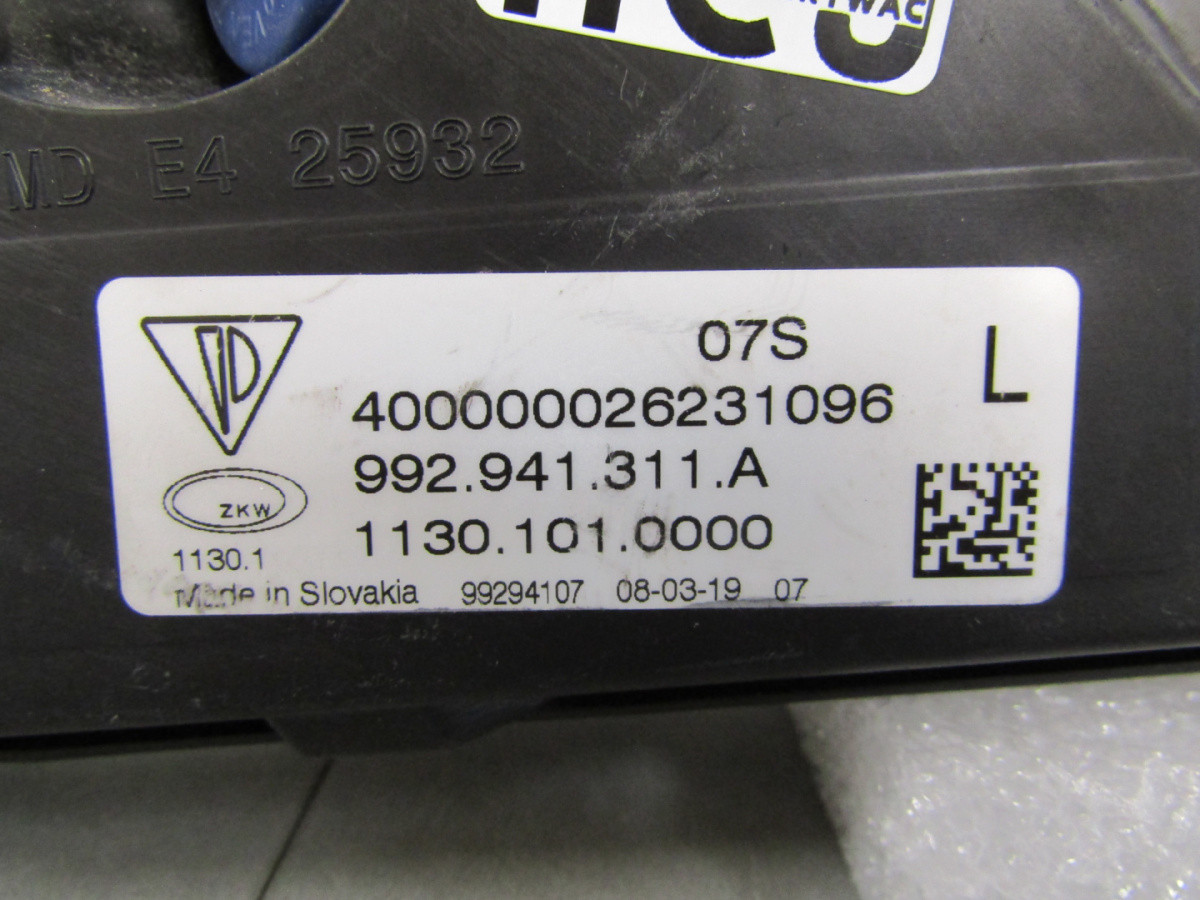 MD E4 25932
07S
L
400000026231096
992.941.311.A
ZKW
1130.101.0000
1130.1
Made in Slovakia 99294107 08-03-19 07